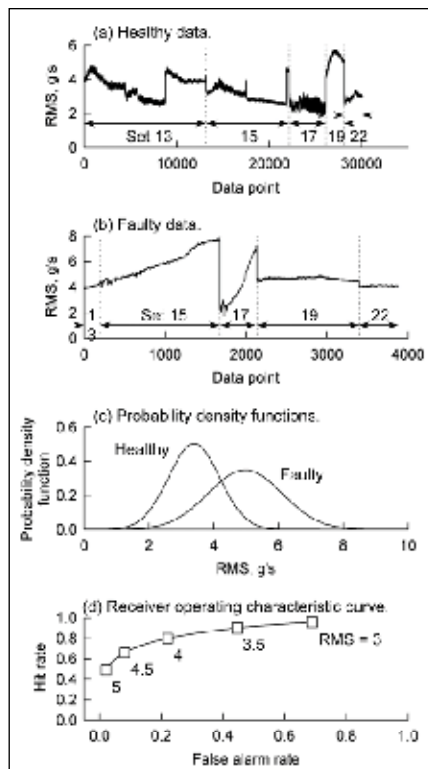 (a) Healthy data.
RMS, g's
6
4
2
0
Set 13
15
17
19
22
0
10000
20000
30000
Data point
(b) Faulty data.
RMS, g's
8
6
4
2
0
1
3
Set 15
17
19
22
0
1000
2000
3000
4000
Data point
(c) Probability density functions.
Probability density
function
0.6
0.4
0.2
0.0
Healthy
Faulty
0
2
4
6
8
10
RMS, g's
(d) Receiver operating characteristic curve.
Hit rate
1.0
0.8
0.6
0.4
0.2
0.0
5
4.5
4
3.5
RMS = 3
0.0
0.2
0.4
0.6
0.8
1.0
False alarm rate